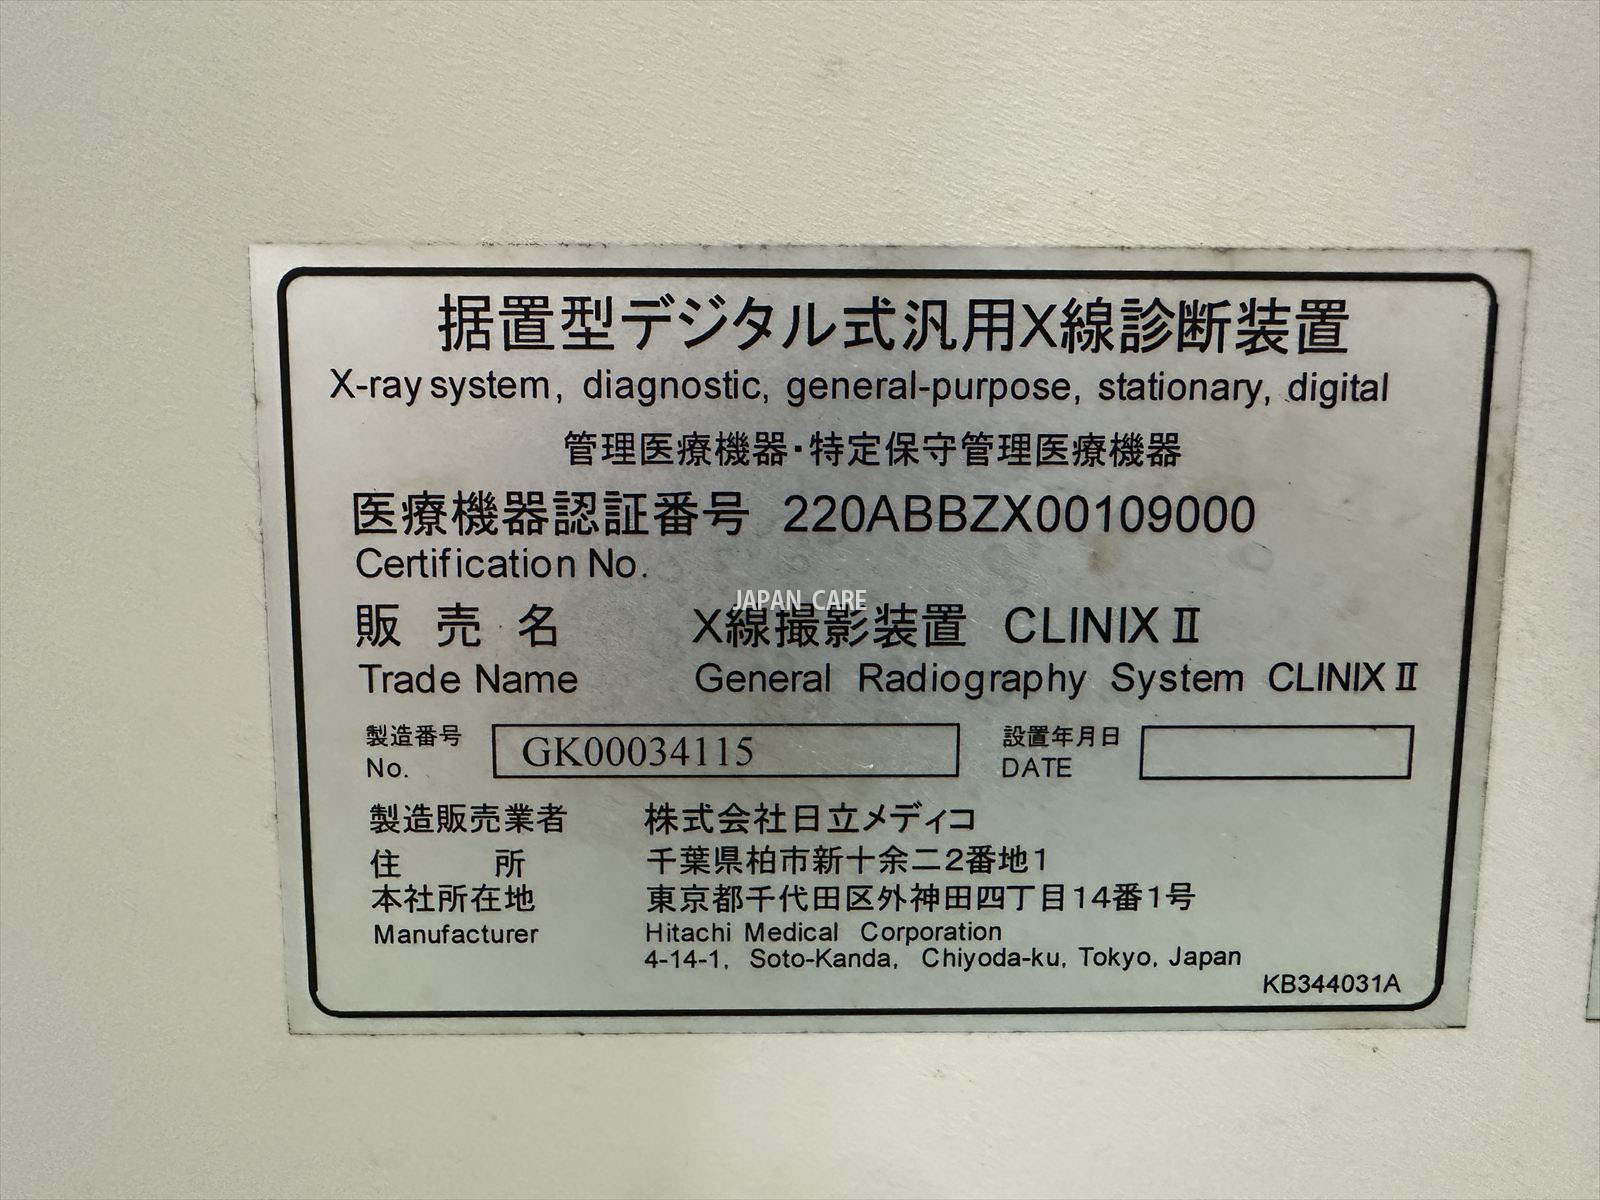 据置型デジタル式汎用X線診断装置
X-ray system, diagnostic, general-purpose, stationary, digital
管理医療機器・特定保守管理医療機器
医療機器認証番号 220ABBZX00109000
Certification No.
JAPAN CARE
販売名 X線撮影装置 CLINIX II
Trade Name General Radiography System CLINIX II
製造番号 GK00034115 設置年月日
No. DATE
製造販売業者 株式会社日立メディコ
住所 千葉県柏市新十余二2番地1
本社所在地 東京都千代田区外神田四丁目14番1号
Manufacturer Hitachi Medical Corporation
4-14-1, Soto-Kanda, Chiyoda-ku, Tokyo, Japan
KB344031A